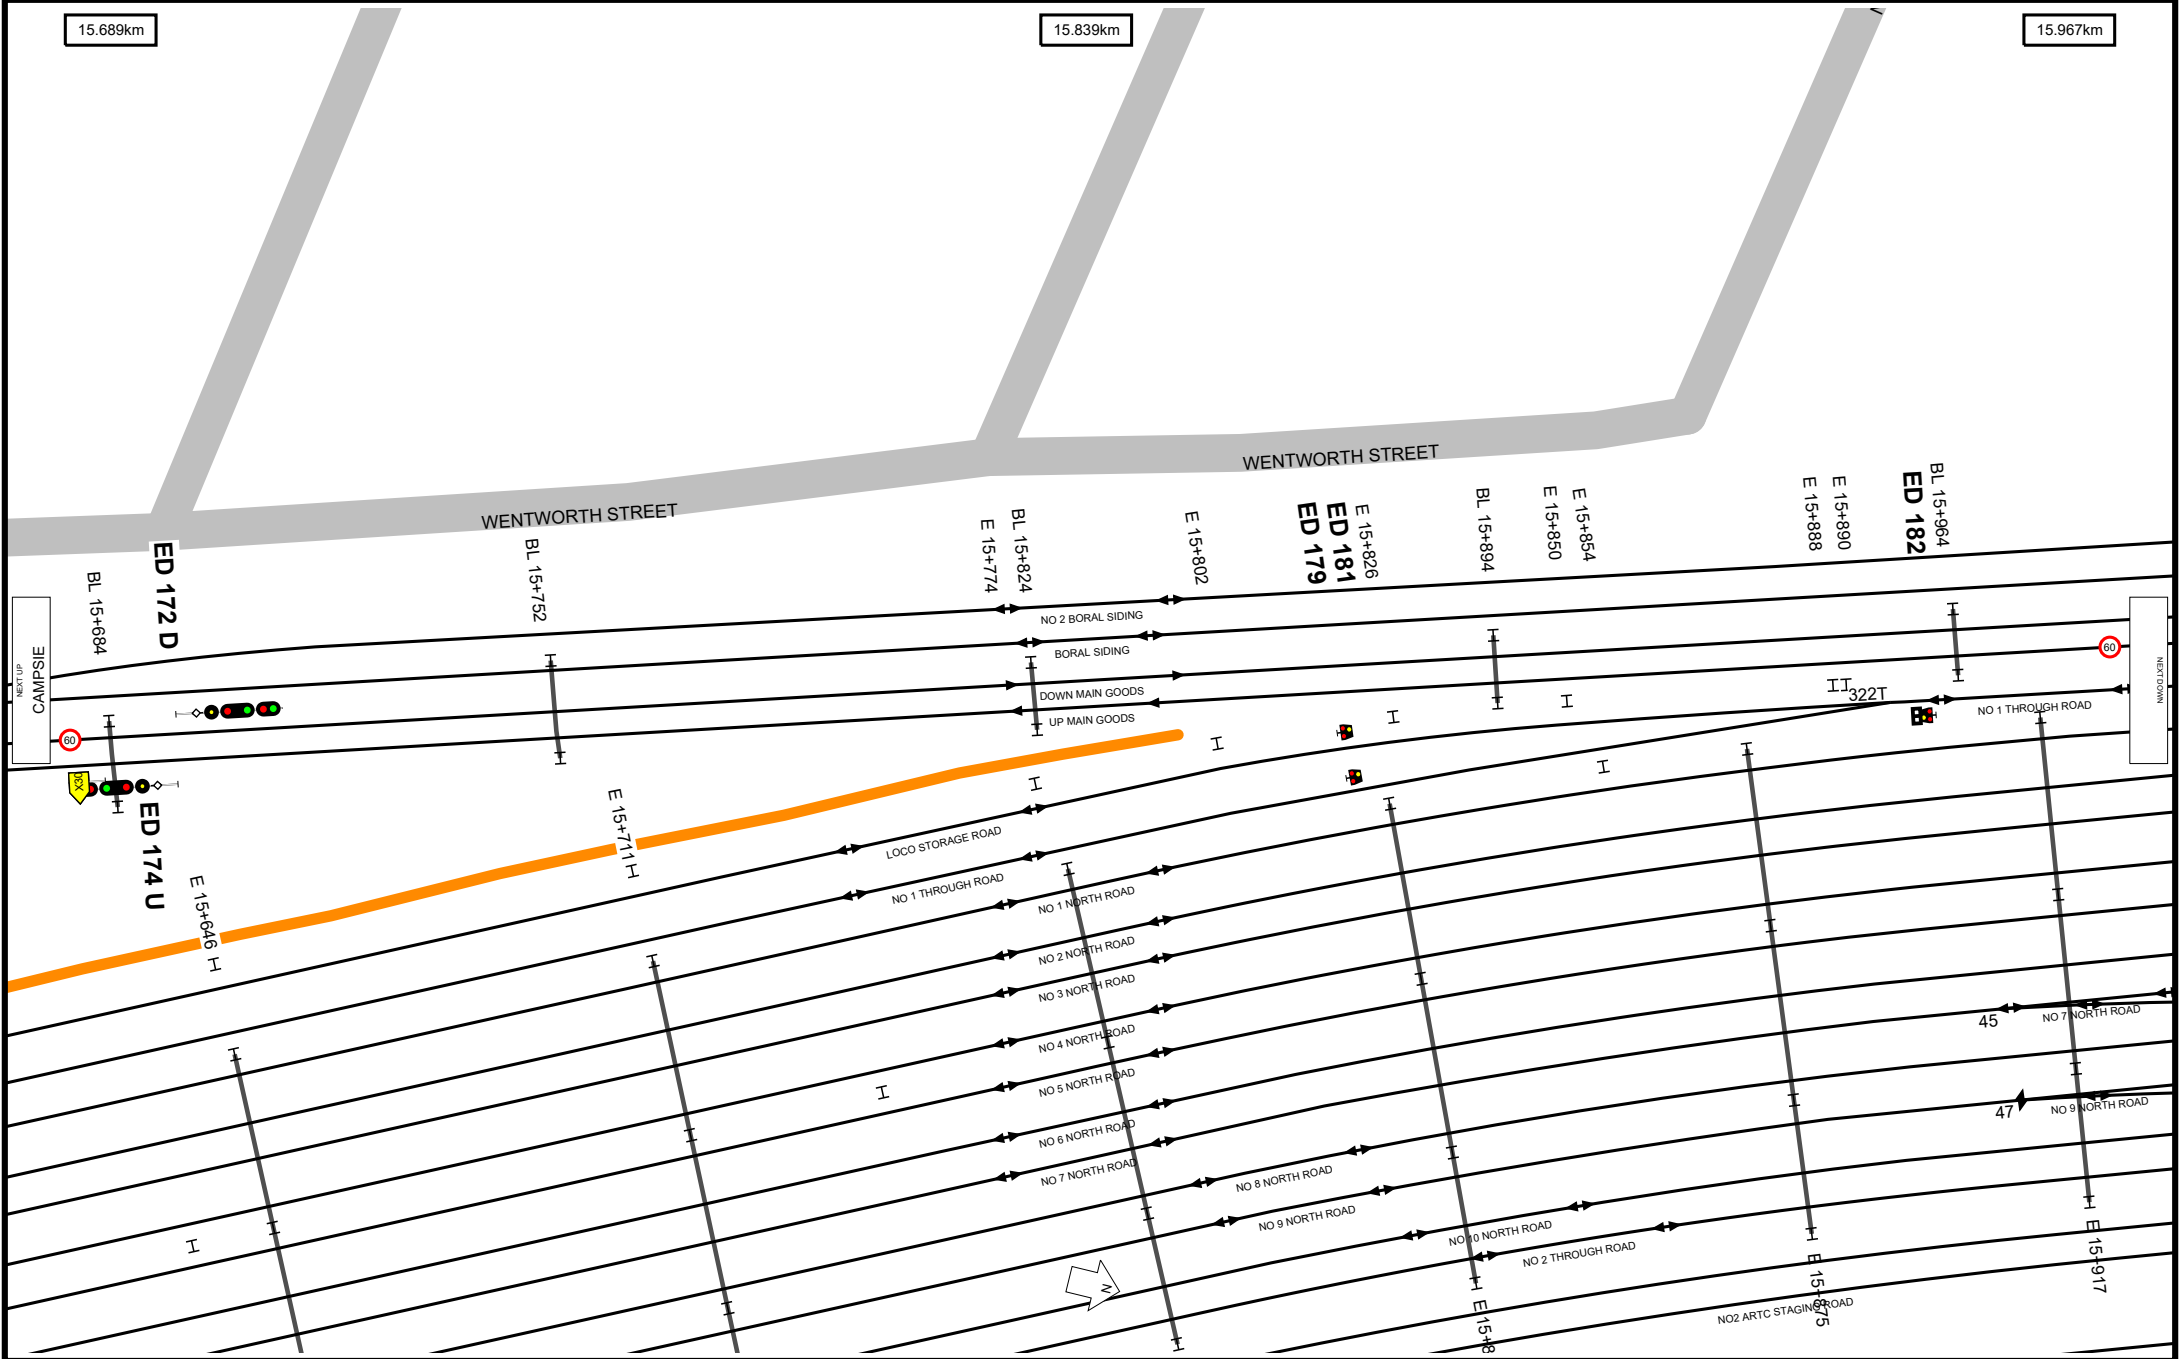 15.689km
15.839km
15.967km
WENTWORTH STREET
WENTWORTH STREET
BL 15+684
ED 172 D
BL 15+752
E 15+774
BL 15+824
E 15+802
ED 179
ED 181
E 15+826
BL 15+894
E 15+850
E 15+854
E 15+888
E 15+890
ED 182
BL 15+964
NEXT UP
CAMPSIE
NEXT DOWN
60
60
X30
ED 174 U
E 15+646
E 15+711
NO 2 BORAL SIDING
BORAL SIDING
DOWN MAIN GOODS
UP MAIN GOODS
322T
NO 1 THROUGH ROAD
LOCO STORAGE ROAD
NO 1 THROUGH ROAD
NO 1 NORTH ROAD
NO 2 NORTH ROAD
NO 3 NORTH ROAD
NO 4 NORTH ROAD
NO 5 NORTH ROAD
NO 6 NORTH ROAD
NO 7 NORTH ROAD
NO 8 NORTH ROAD
NO 9 NORTH ROAD
NO 10 NORTH ROAD
NO 2 THROUGH ROAD
NO2 ARTC STAGING ROAD
45
NO 7 NORTH ROAD
47
NO 9 NORTH ROAD
N
E 15+8
E 15+875
E 15+917